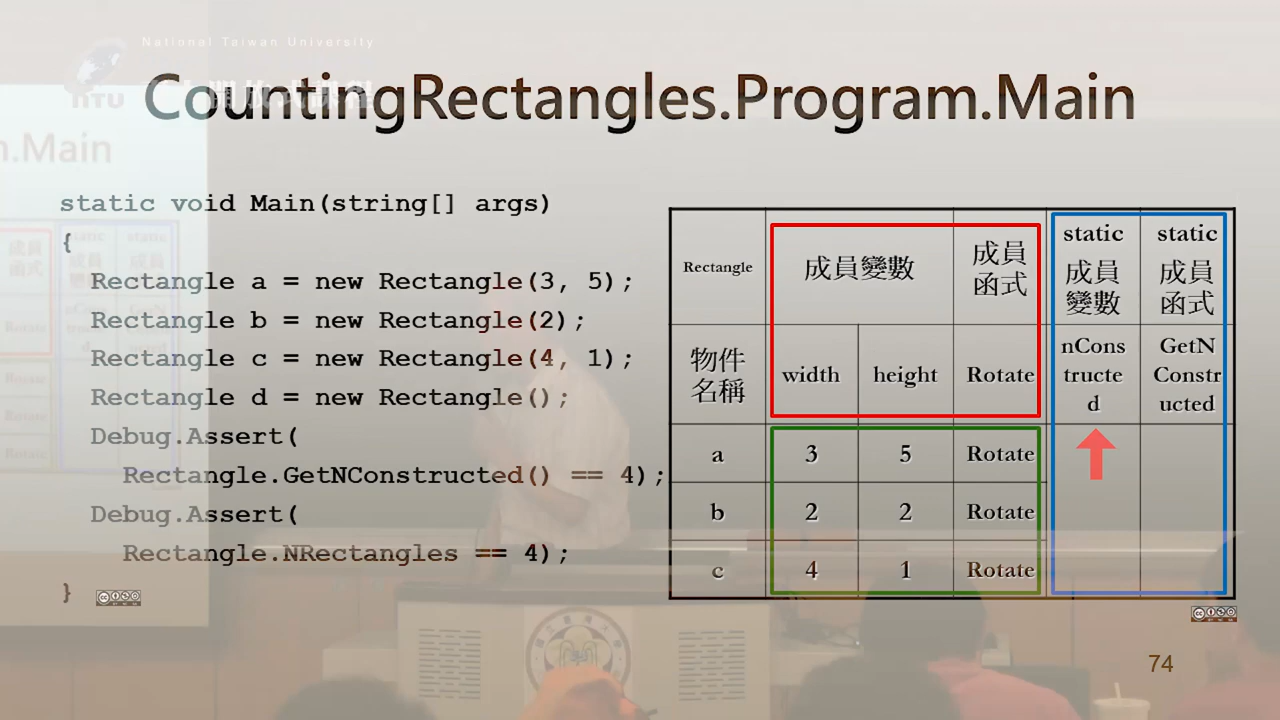 National Taiwan University
NTU
CountingRectangles.Program.Main
n.Main
static void Main(string[] args)
{
Rectangle a = new Rectangle(3, 5);
Rectangle b = new Rectangle(2);
Rectangle c = new Rectangle(4, 1);
Rectangle d = new Rectangle();
Debug.Assert(
Rectangle.GetNConstructed() == 4);
Debug.Assert(
Rectangle.NRectangles == 4);
}
Rectangle 成員變數 成員函式 static 成員變數 static 成員函式
物件名稱 width height Rotate nConstructed GetNConstructed
a 3 5 Rotate
b 2 2 Rotate
c 4 1 Rotate
74